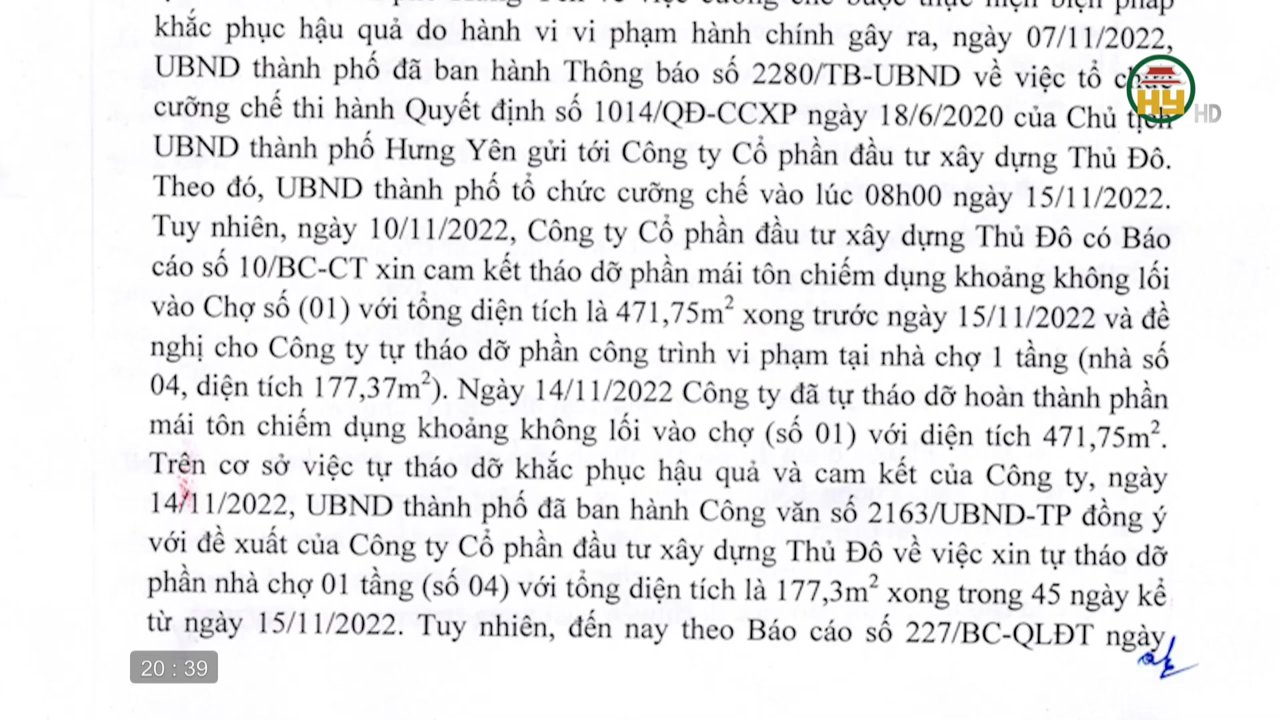 khắc phục hậu quả do hành vi vi phạm hành chính gây ra, ngày 07/11/2022,
UBND thành phố đã ban hành Thông báo số 2280/TB-UBND về việc tổ chức
cưỡng chế thi hành Quyết định số 1014/QĐ-CCXP ngày 18/6/2020 của Chủ tịch
UBND thành phố Hưng Yên gửi tới Công ty Cổ phần đầu tư xây dựng Thủ Đô.
Theo đó, UBND thành phố tổ chức cưỡng chế vào lúc 08h00 ngày 15/11/2022.
Tuy nhiên, ngày 10/11/2022, Công ty Cổ phần đầu tư xây dựng Thủ Đô có Báo
cáo số 10/BC-CT xin cam kết tháo dỡ phần mái tôn chiếm dụng khoảng không lối
vào Chợ số (01) với tổng diện tích là 471,75m² xong trước ngày 15/11/2022 và đề
nghị cho Công ty tự tháo dỡ phần công trình vi phạm tại nhà chợ 1 tầng (nhà số
04, diện tích 177,37m²). Ngày 14/11/2022 Công ty đã tự tháo dỡ hoàn thành phần
mái tôn chiếm dụng khoảng không lối vào chợ (số 01) với diện tích 471,75m².
Trên cơ sở việc tự tháo dỡ khắc phục hậu quả và cam kết của Công ty, ngày
14/11/2022, UBND thành phố đã ban hành Công văn số 2163/UBND-TP đồng ý
với đề xuất của Công ty Cổ phần đầu tư xây dựng Thủ Đô về việc xin tự tháo dỡ
phần nhà chợ 01 tầng (số 04) với tổng diện tích là 177,3m² xong trong 45 ngày kể
từ ngày 15/11/2022. Tuy nhiên, đến nay theo Báo cáo số 227/BC-QLĐT ngày
HY HD
20 : 39